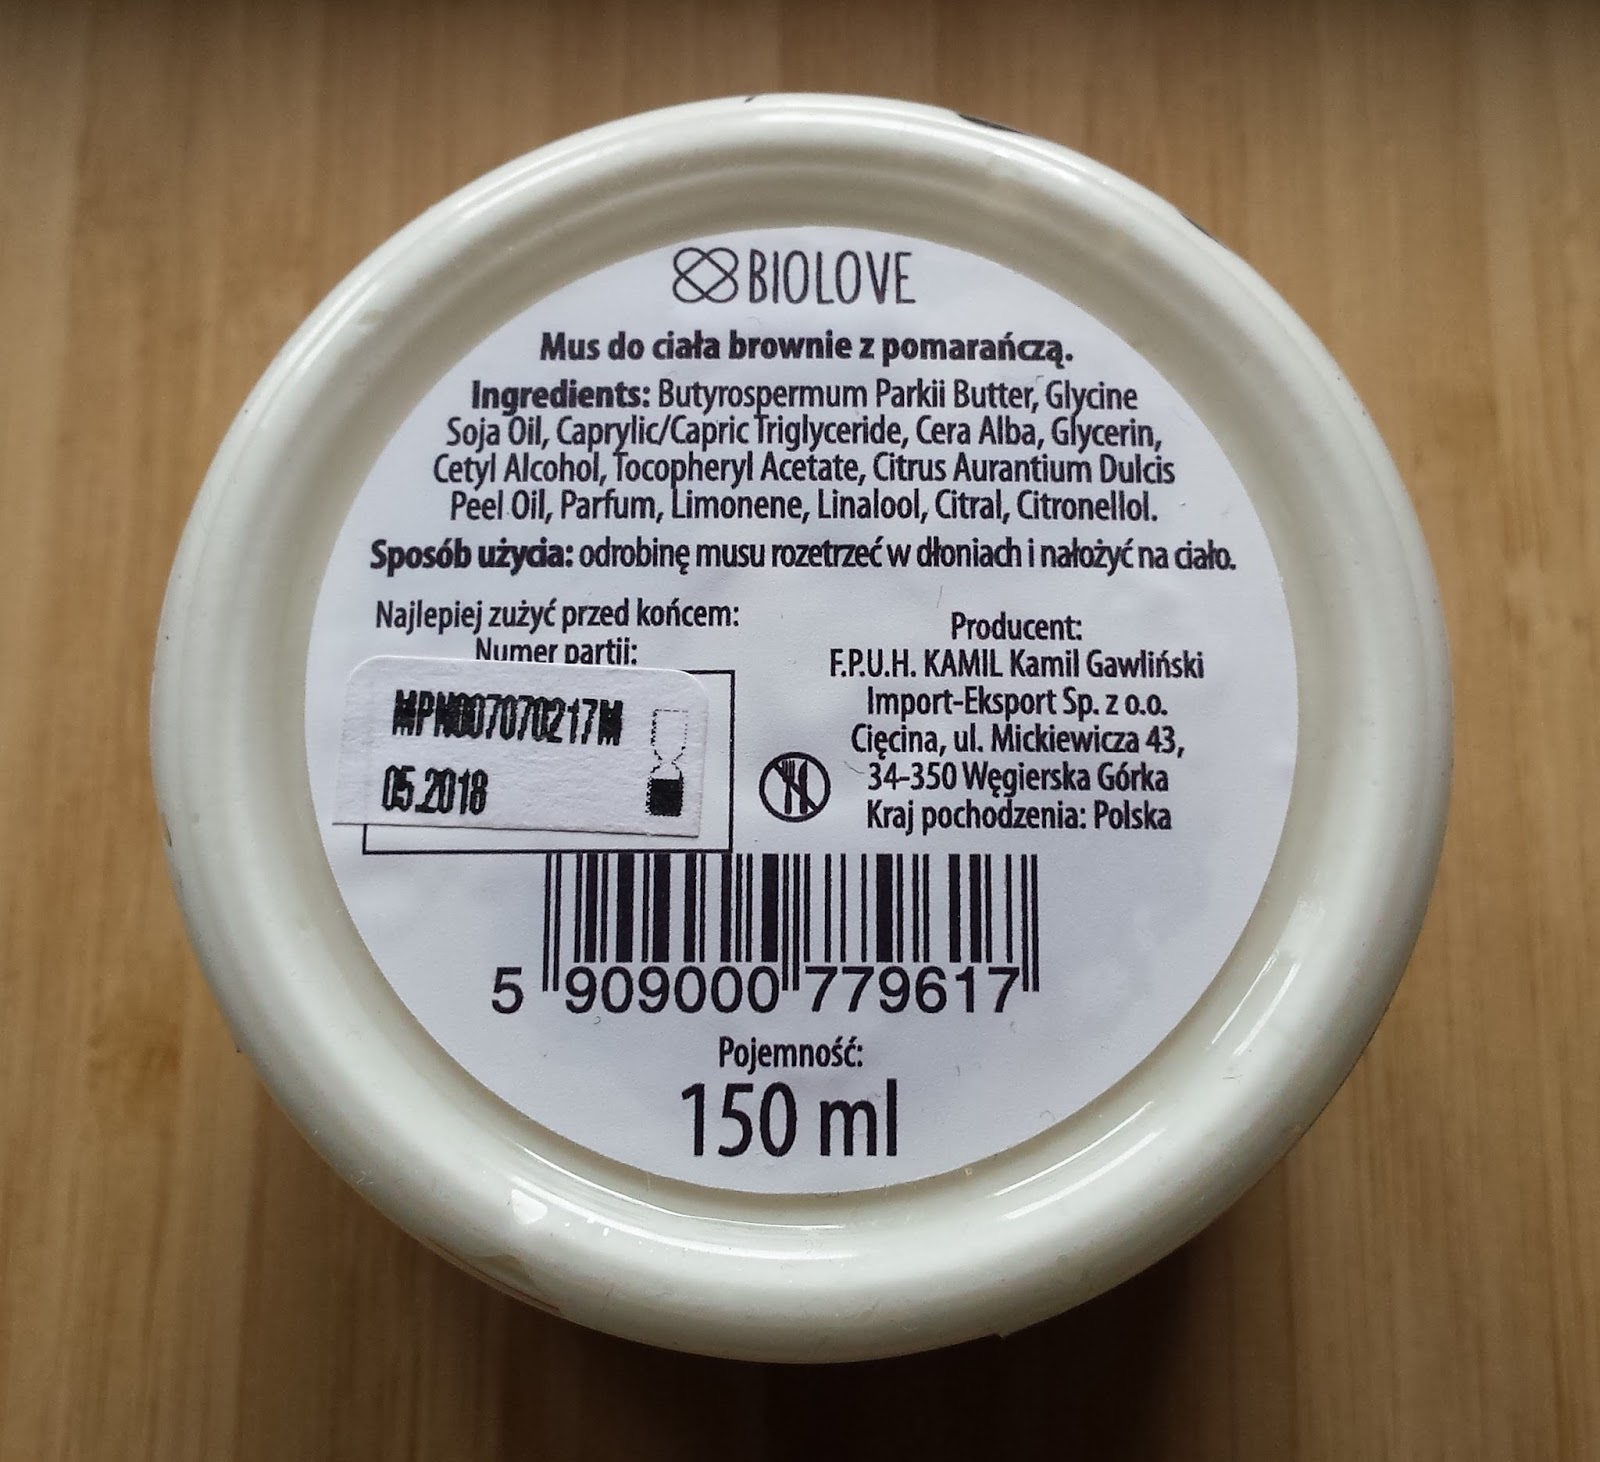 BIOLOVE
Mus do ciała brownie z pomarańczą.
Ingredients: Butyrospermum Parkii Butter, Glycine
Soja Oil, Caprylic/Capric Triglyceride, Cera Alba, Glycerin,
Cetyl Alcohol, Tocopheryl Acetate, Citrus Aurantium Dulcis
Peel Oil, Parfum, Limonene, Linalool, Citral, Citronellol.
Sposób użycia: odrobinę musu rozetrzeć w dłoniach i nałożyć na ciało.
Najlepiej zużyć przed końcem:
Numer partii:
MPN007070217M
05.2018
Producent:
F.P.U.H. KAMIL Kamil Gawliński
Import-Eksport Sp. z o.o.
Cięcina, ul. Mickiewicza 43,
34-350 Węgierska Górka
Kraj pochodzenia: Polska
5 909000 779617
Pojemność:
150 ml